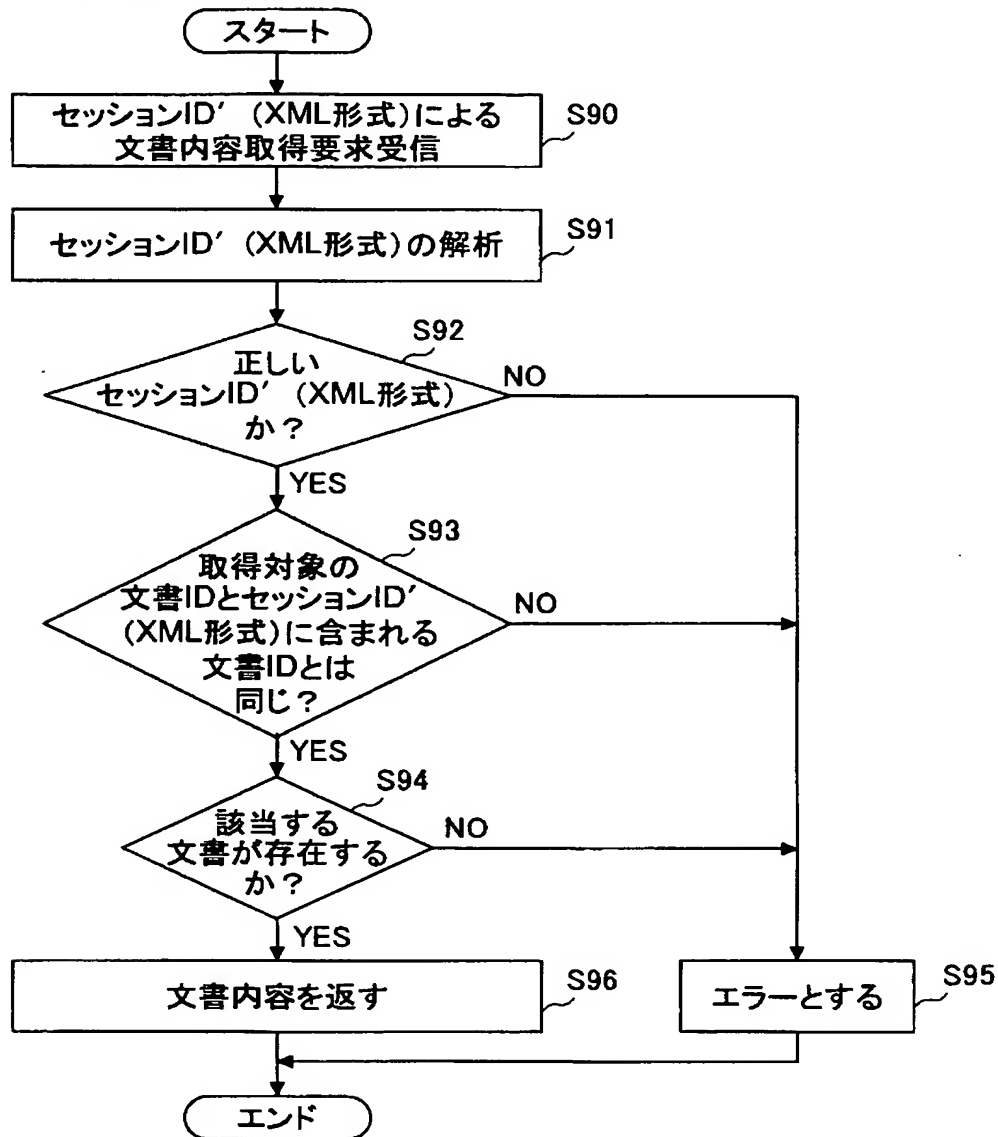 スタート
セッションID′ (XML形式)による
文書内容取得要求受信
S90
セッションID′ (XML形式)の解析
S91
S92
正しい
セッションID′ (XML形式)
か？
NO
YES
S93
取得対象の
文書IDとセッションID′
(XML形式)に含まれる
文書IDとは
同じ？
NO
YES
S94
該当する
文書が存在する
か？
NO
YES
文書内容を返す
S96
エラーとする
S95
エンド